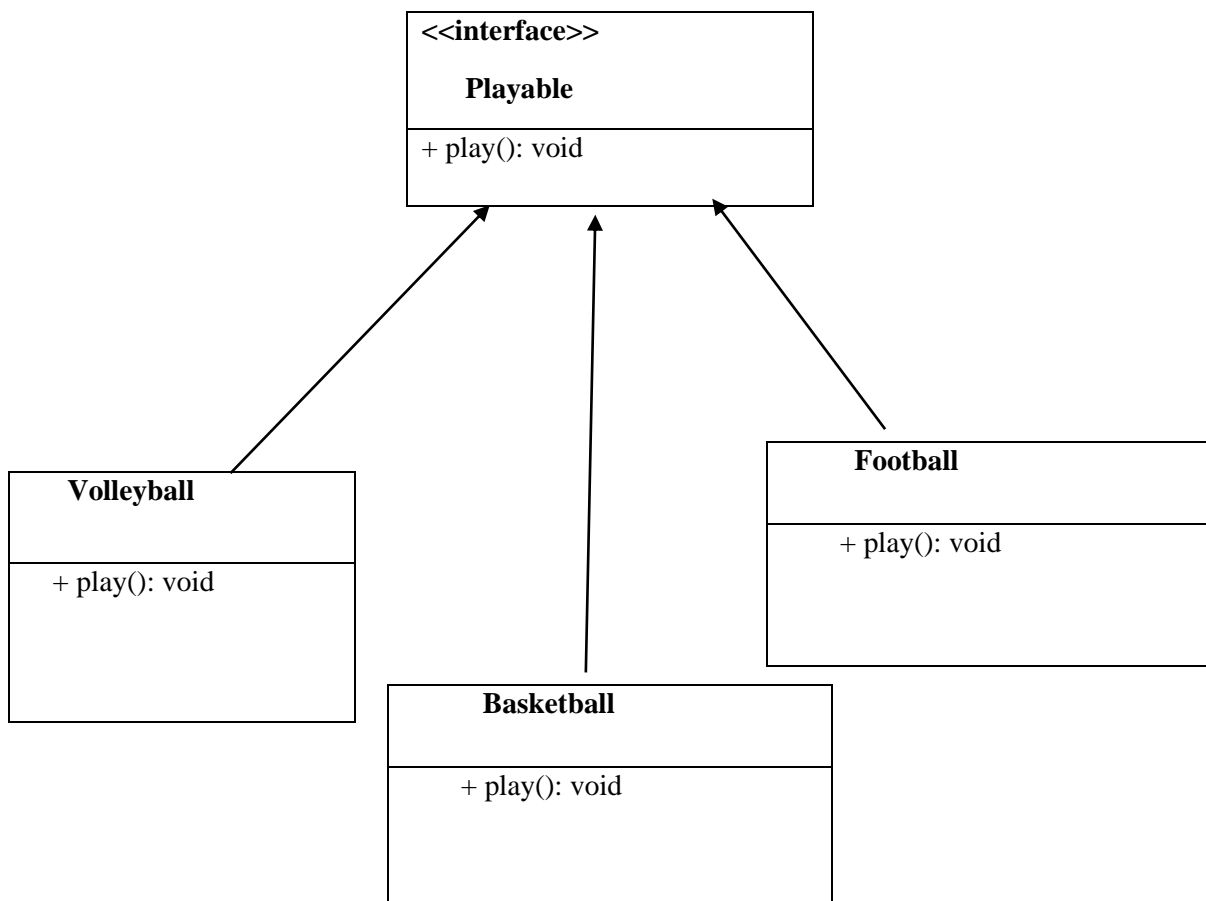 <<interface>>
Playable
+ play(): void
Volleyball
+ play(): void
Football
+ play(): void
Basketball
+ play(): void